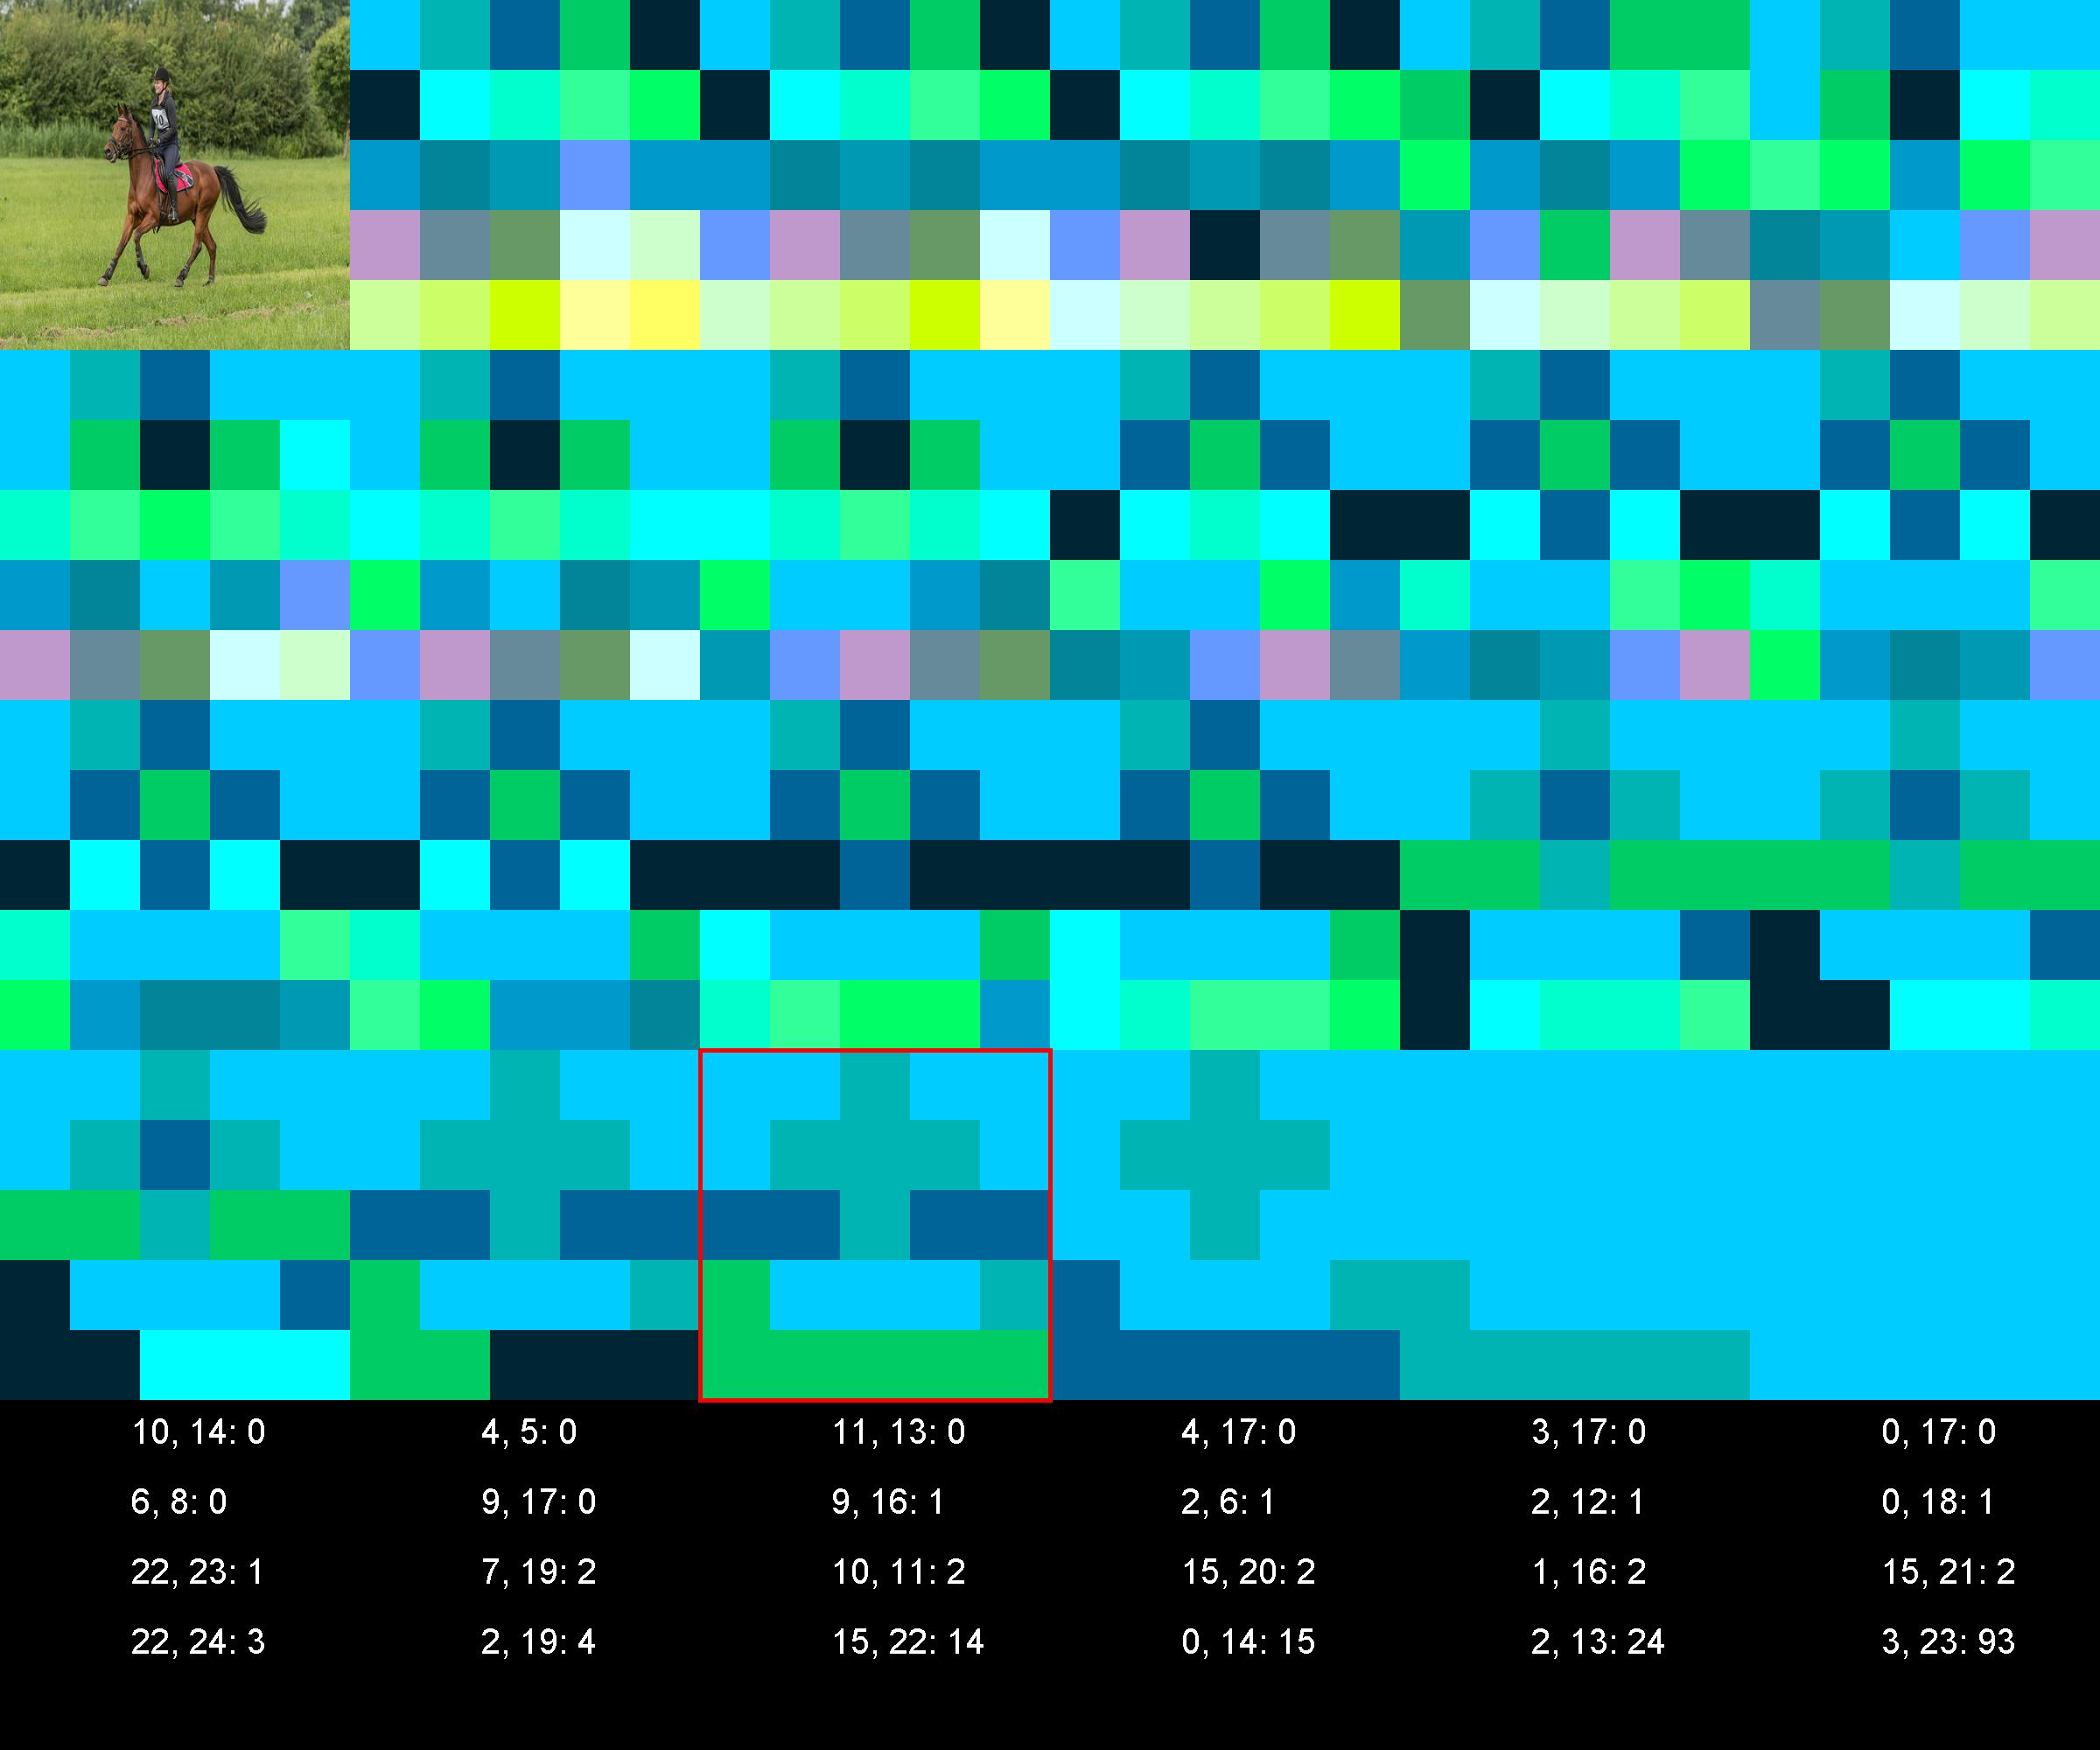 10
10, 14: 0 4, 5: 0 11, 13: 0 4, 17: 0 3, 17: 0 0, 17: 0
6, 8: 0 9, 17: 0 9, 16: 1 2, 6: 1 2, 12: 1 0, 18: 1
22, 23: 1 7, 19: 2 10, 11: 2 15, 20: 2 1, 16: 2 15, 21: 2
22, 24: 3 2, 19: 4 15, 22: 14 0, 14: 15 2, 13: 24 3, 23: 93